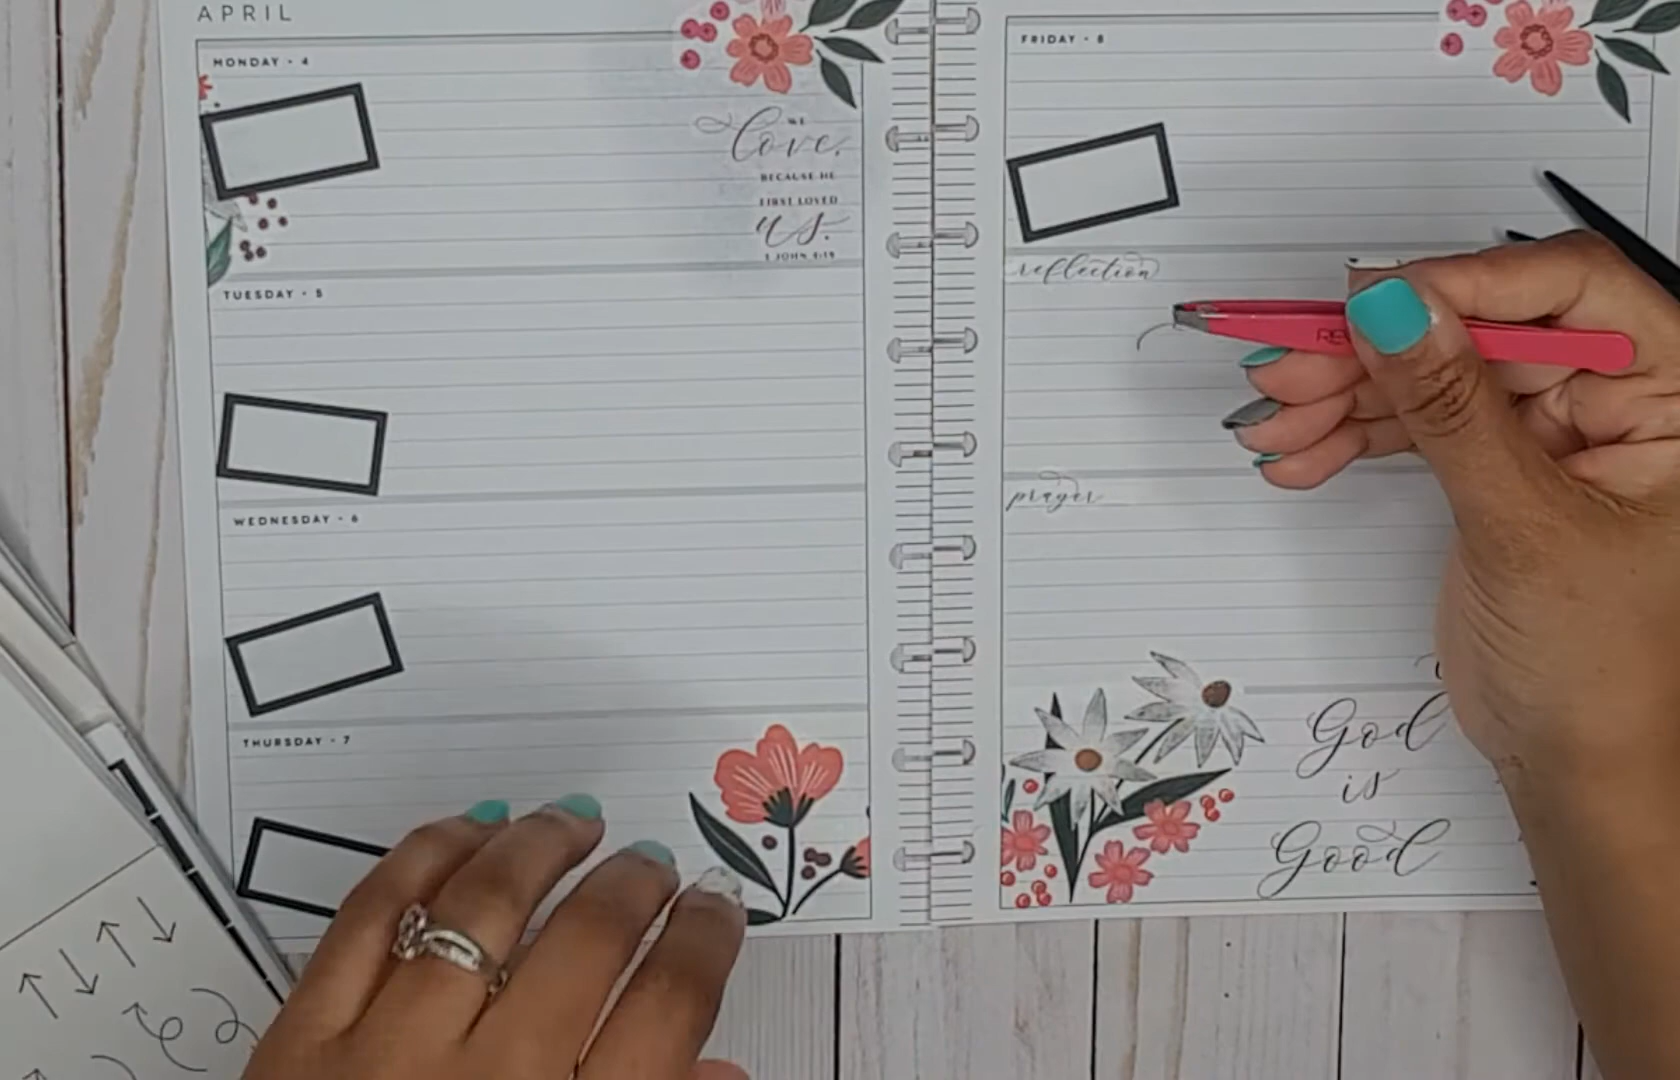 APRIL
MONDAY • 4
WE
love.
BECAUSE HE
FIRST LOVED
us.
1 JOHN 4:19
TUESDAY • 5
WEDNESDAY • 6
THURSDAY • 7
FRIDAY • 8
reflection
prayer
God
is
Good